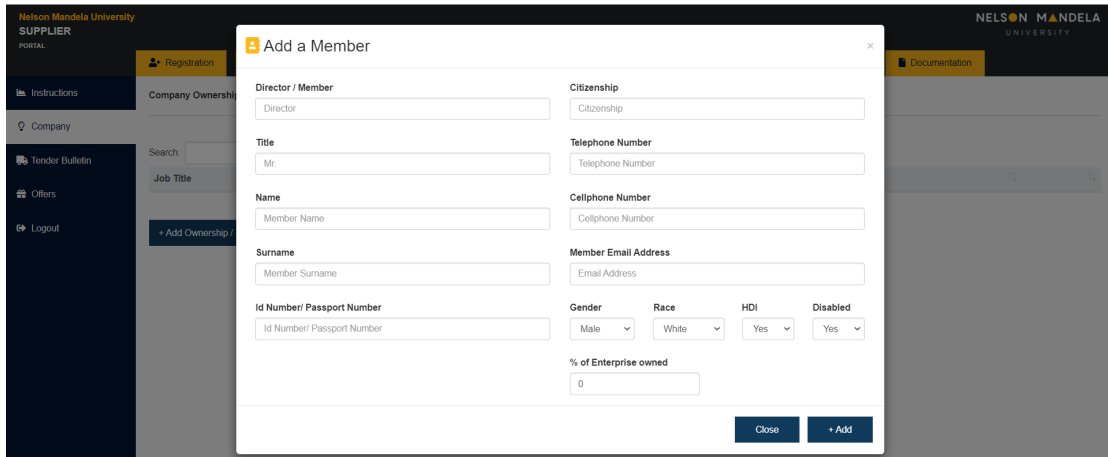 Nelson Mandela University
SUPPLIER
PORTAL
NELSON MANDELA
UNIVERSITY
Registration
Documentation
Instructions
Company
Tender Bulletin
Offers
Logout
Company Ownership
Search:
Job Title
+ Add Ownership /
Add a Member
×
Director / Member
Director
Title
Mr.
Name
Member Name
Surname
Member Surname
Id Number/ Passport Number
Id Number/ Passport Number
Citizenship
Citizenship
Telephone Number
Telephone Number
Cellphone Number
Cellphone Number
Member Email Address
Email Address
Gender Race HDI Disabled
Male White Yes Yes
% of Enterprise owned
0
Close + Add